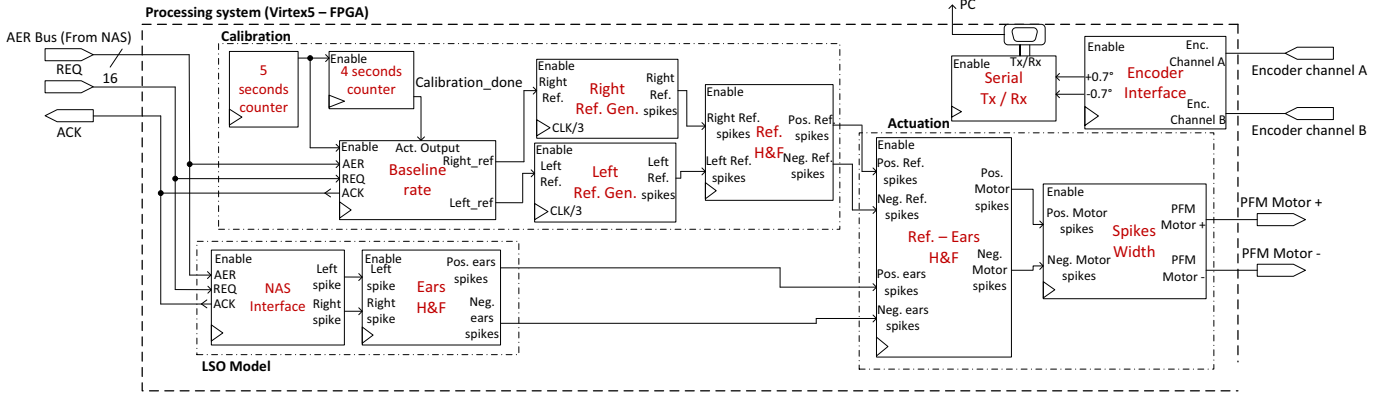 Processing system (Virtex5 – FPGA)
PC
AER Bus (From NAS)
REQ
16
ACK
Calibration
5
seconds
counter
Enable
4 seconds
counter
Calibration_done
Enable
Act. Output
AER
REQ
ACK
Baseline
rate
Right_ref
Left_ref
Enable
Right
Ref.
Right
Ref. Gen.
Right
Ref.
spikes
CLK/3
Enable
Left
Ref.
Left
Ref. Gen.
Left
Ref.
spikes
CLK/3
Enable
Right Ref.
spikes
Left Ref.
spikes
Ref.
H&F
Pos. Ref.
spikes
Neg. Ref.
spikes
Enable
Tx/Rx
Serial
Tx / Rx
+0.7°
-0.7°
Enable
Encoder
Interface
Enc.
Channel A
Enc.
Channel B
Encoder channel A
Encoder channel B
Actuation
Enable
Pos. Ref.
spikes
Neg. Ref.
spikes
Ref. – Ears
H&F
Pos. ears
spikes
Neg. ears
spikes
Pos.
Motor
spikes
Neg.
Motor
spikes
Enable
Pos. Motor
spikes
Neg. Motor
spikes
Spikes
Width
PFM
Motor +
PFM
Motor -
PFM Motor +
PFM Motor -
Enable
AER
REQ
ACK
NAS
Interface
Left
spike
Right
spike
Enable
Left
spike
Right
spike
Ears
H&F
Pos. ears
spikes
Neg.
ears
spikes
LSO Model